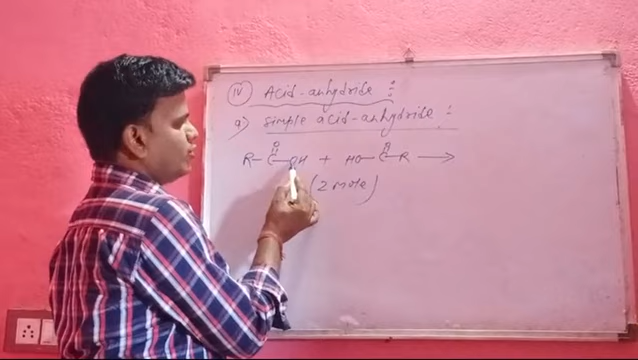 (iv) Acid-anhydride :
a) simple acid-anhydride :
O O
R-C-OH + HO-C-R →
(2 mole)